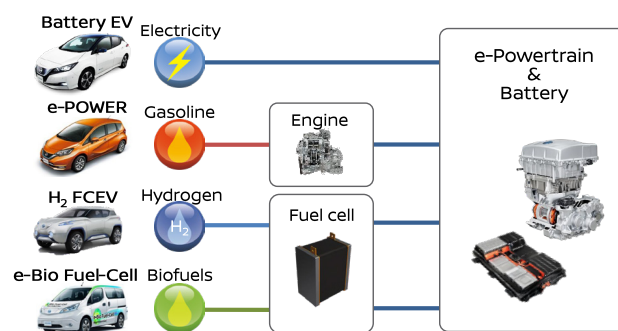 Battery EV
Electricity
e-Powertrain
&
Battery
e-POWER
Gasoline
Engine
H₂ FCEV
Hydrogen
H₂
Fuel cell
e-Bio Fuel-Cell
Biofuels